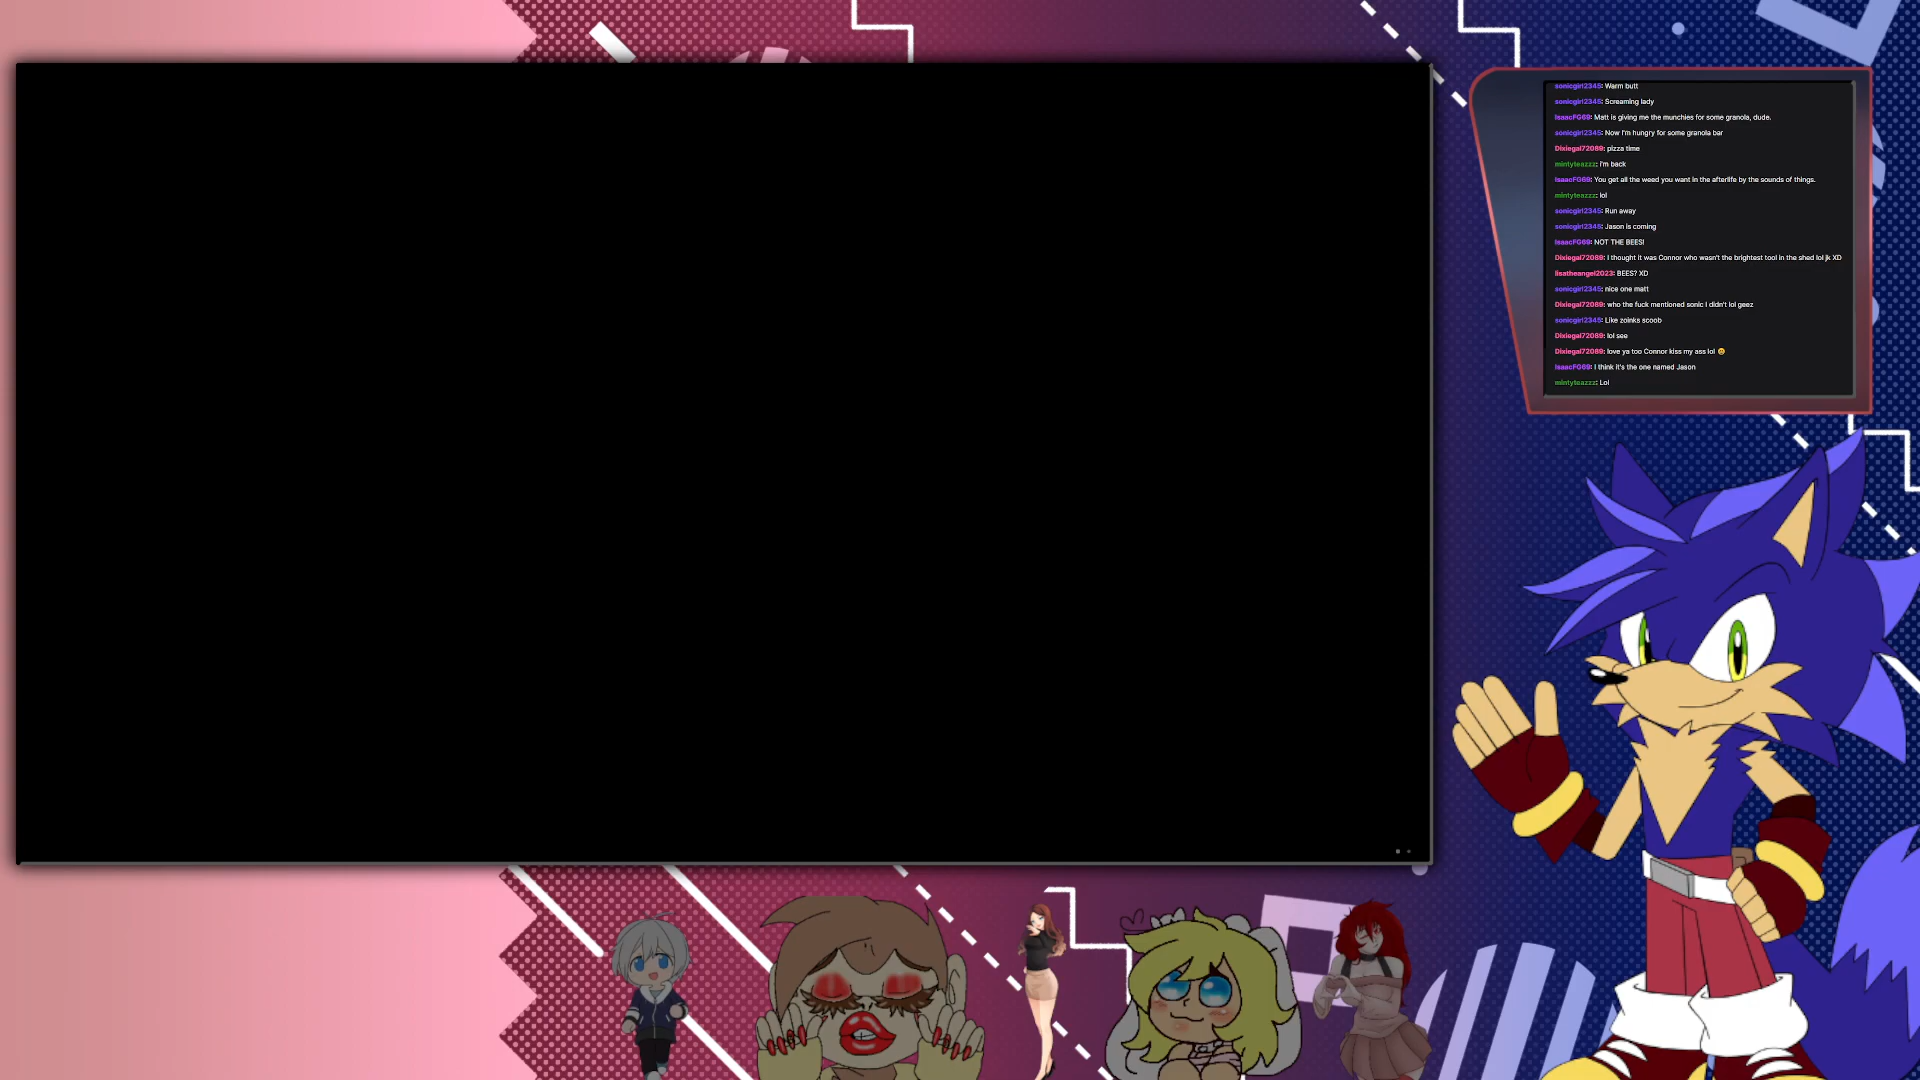 sonicgirl2345: Warm butt
sonicgirl2345: Screaming lady
IsaacFG69: Matt is giving me the munchies for some granola, dude.
sonicgirl2345: Now I'm hungry for some granola bar
Dixiegal72089: pizza time
mintyteazzz: i'm back
IsaacFG69: You get all the weed you want in the afterlife by the sounds of things.
mintyteazzz: lol
sonicgirl2345: Run away
sonicgirl2345: Jason is coming
IsaacFG69: NOT THE BEES!
Dixiegal72089: I thought it was Connor who wasn't the brightest tool in the shed lol jk XD
lisatheangel2023: BEES? XD
sonicgirl2345: nice one matt
Dixiegal72089: who the fuck mentioned sonic I didn't lol geez
sonicgirl2345: Like zoinks scoob
Dixiegal72089: lol see
Dixiegal72089: love ya too Connor kiss my ass lol
IsaacFG69: I think it's the one named Jason
mintyteazzz: Lol